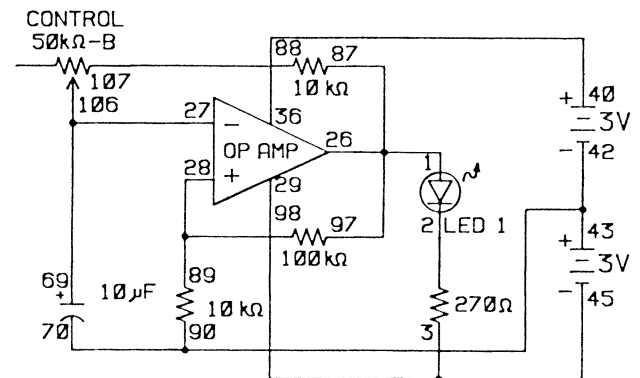 CONTROL
50kΩ-B
107
106
88
87
10 kΩ
40
+
3V
-
42
27
36
-
OP AMP
26
28
+
29
1
98
97
100kΩ
2 LED 1
43
+
3V
-
45
69
+
10µF
70
89
10 kΩ
90
270Ω
3